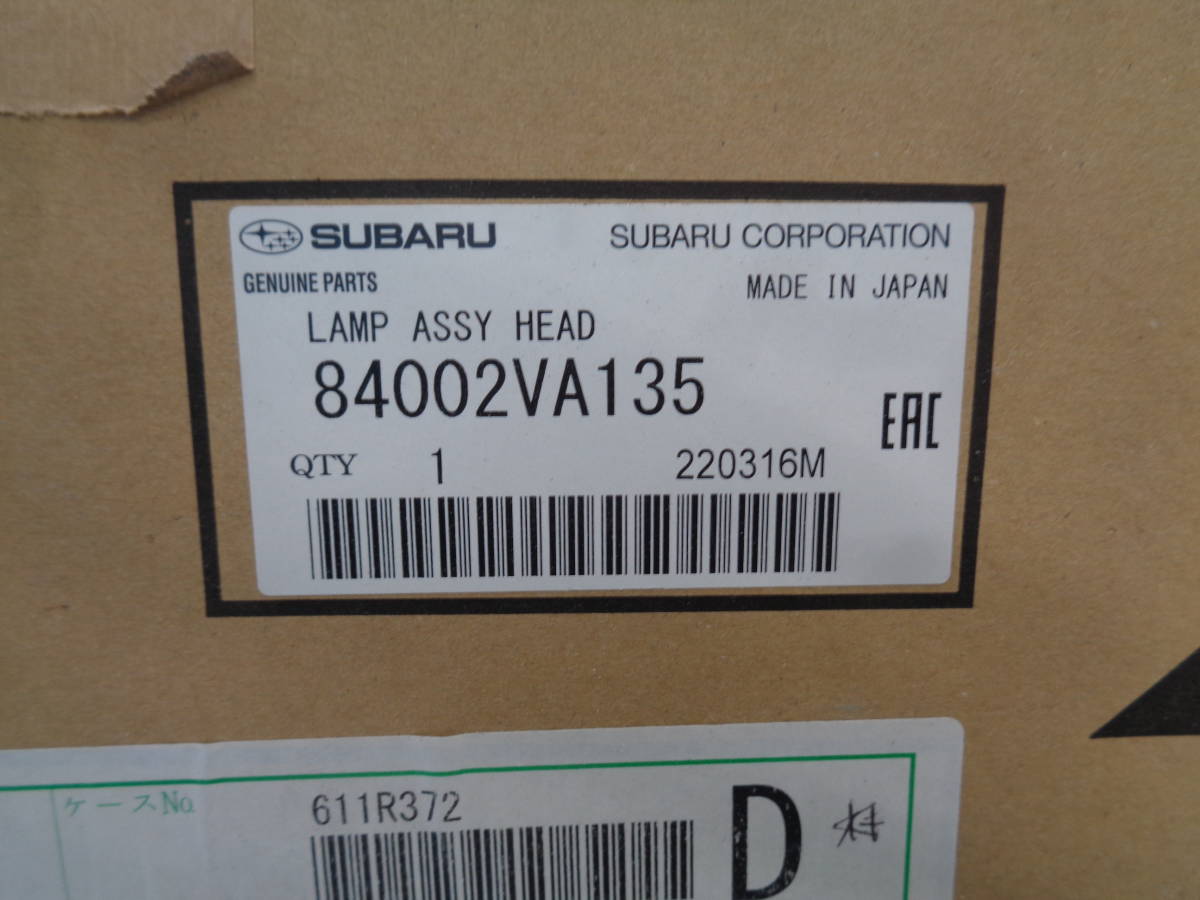 SUBARU SUBARU CORPORATION
GENUINE PARTS MADE IN JAPAN
LAMP ASSY HEAD
84002VA135
EAC
QTY 1 220316M
ケースNo. 611R372
D